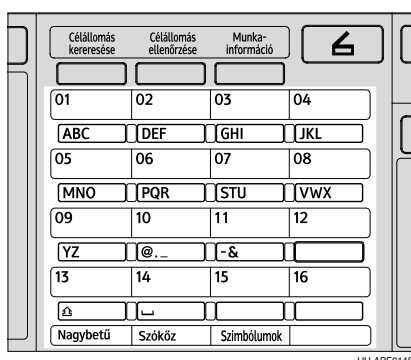 Célállomás kereresése
Célállomás ellenőrzése
Munka-információ
01 02 03 04
ABC DEF GHI JKL
05 06 07 08
MNO PQR STU VWX
09 10 11 12
YZ @._ -&
13 14 15 16
Nagybetű Szóköz Szimbólumok